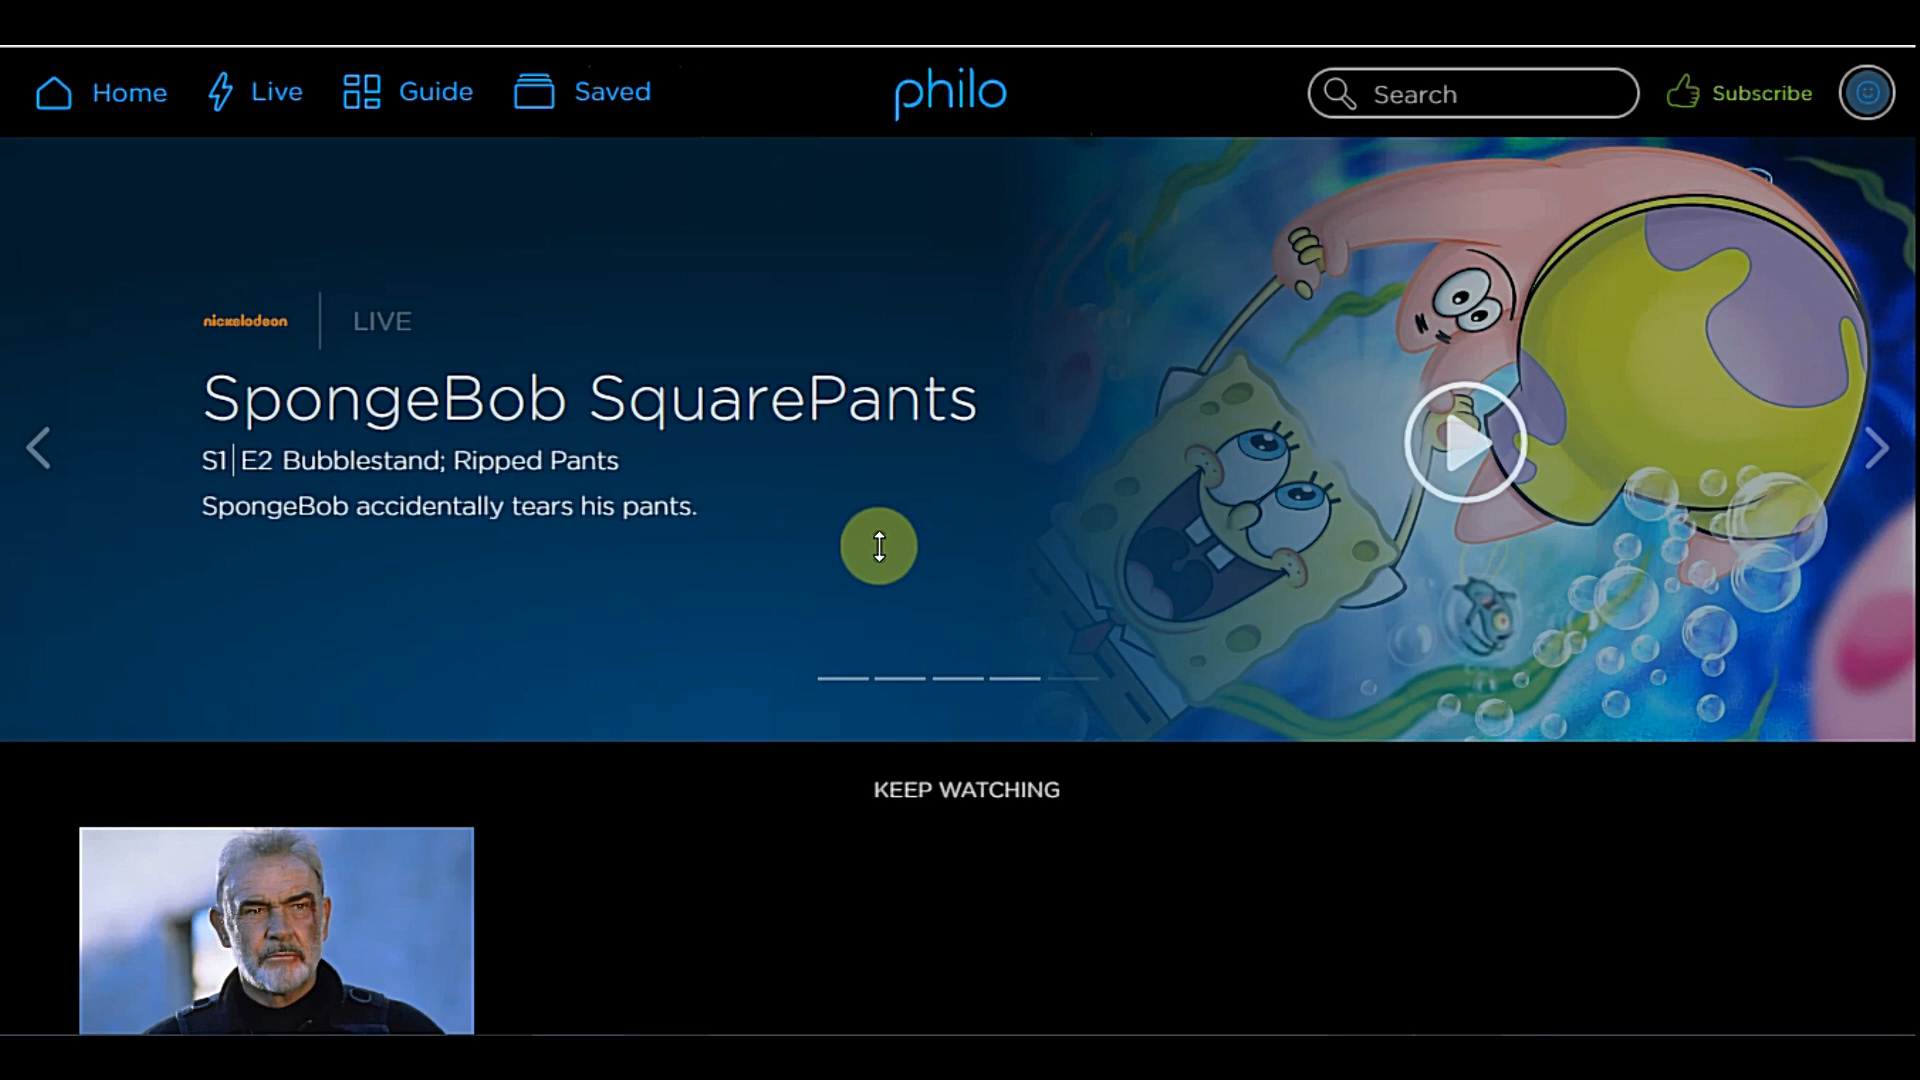 Home Live Guide Saved philo Search Subscribe
nickelodeon LIVE
SpongeBob SquarePants
S1|E2 Bubblestand; Ripped Pants
SpongeBob accidentally tears his pants.
KEEP WATCHING